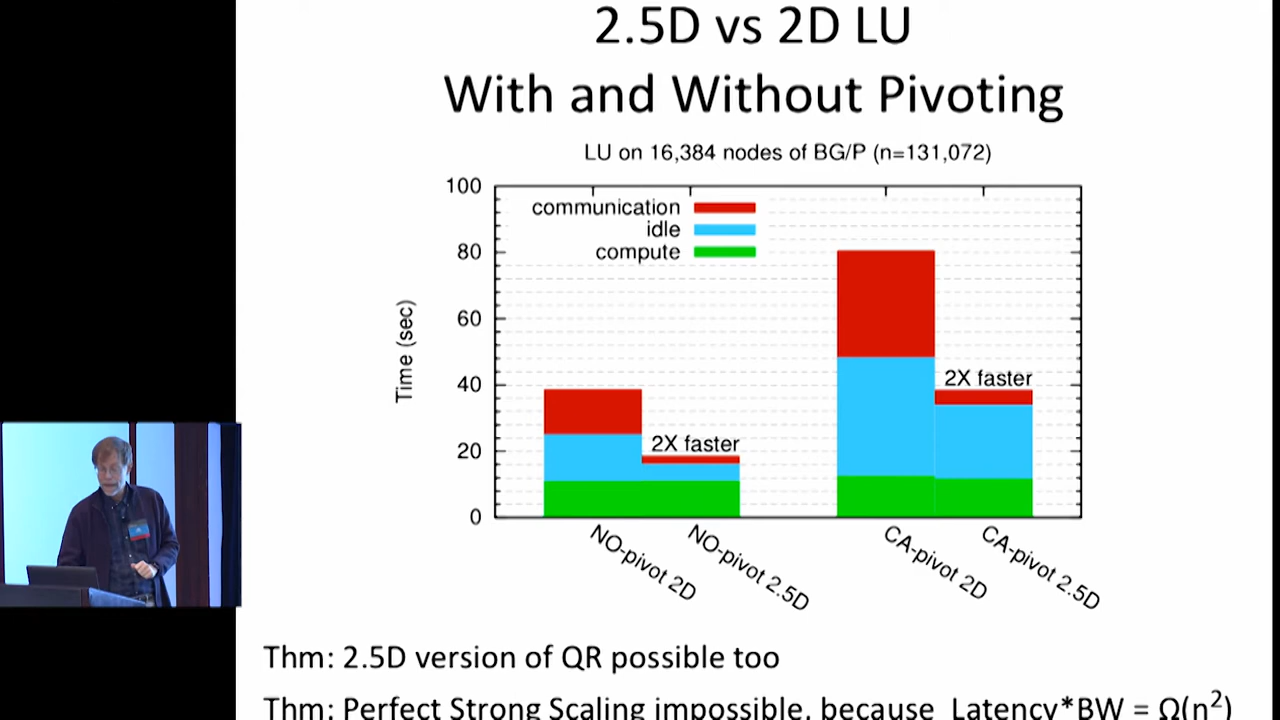 2.5D vs 2D LU
With and Without Pivoting
LU on 16,384 nodes of BG/P (n=131,072)
100
80
60
40
20
0
Time (sec)
communication
idle
compute
2X faster
2X faster
NO-pivot 2D
NO-pivot 2.5D
CA-pivot 2D
CA-pivot 2.5D
Thm: 2.5D version of QR possible too
Thm: Perfect Strong Scaling impossible, because Latency*BW = Ω(n²)